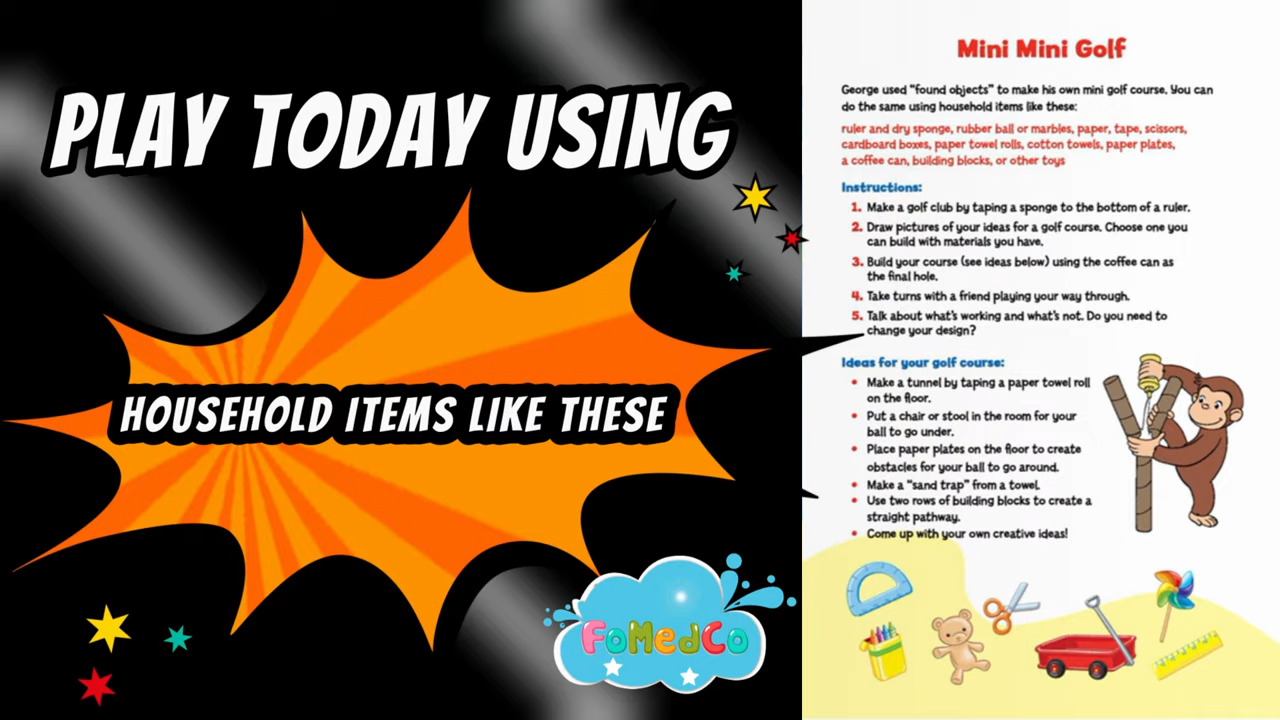 PLAY TODAY USING
HOUSEHOLD ITEMS LIKE THESE
FoMedCo
Mini Mini Golf
George used “found objects” to make his own mini golf course. You can
do the same using household items like these:
ruler and dry sponge, rubber ball or marbles, paper, tape, scissors,
cardboard boxes, paper towel rolls, cotton towels, paper plates,
a coffee can, building blocks, or other toys
Instructions:
1. Make a golf club by taping a sponge to the bottom of a ruler.
2. Draw pictures of your ideas for a golf course. Choose one you
can build with materials you have.
3. Build your course (see ideas below) using the coffee can as
the final hole.
4. Take turns with a friend playing your way through.
5. Talk about what’s working and what’s not. Do you need to
change your design?
Ideas for your golf course:
• Make a tunnel by taping a paper towel roll
on the floor.
• Put a chair or stool in the room for your
ball to go under.
• Place paper plates on the floor to create
obstacles for your ball to go around.
• Make a “sand trap” from a towel.
• Use two rows of building blocks to create a
straight pathway.
• Come up with your own creative ideas!